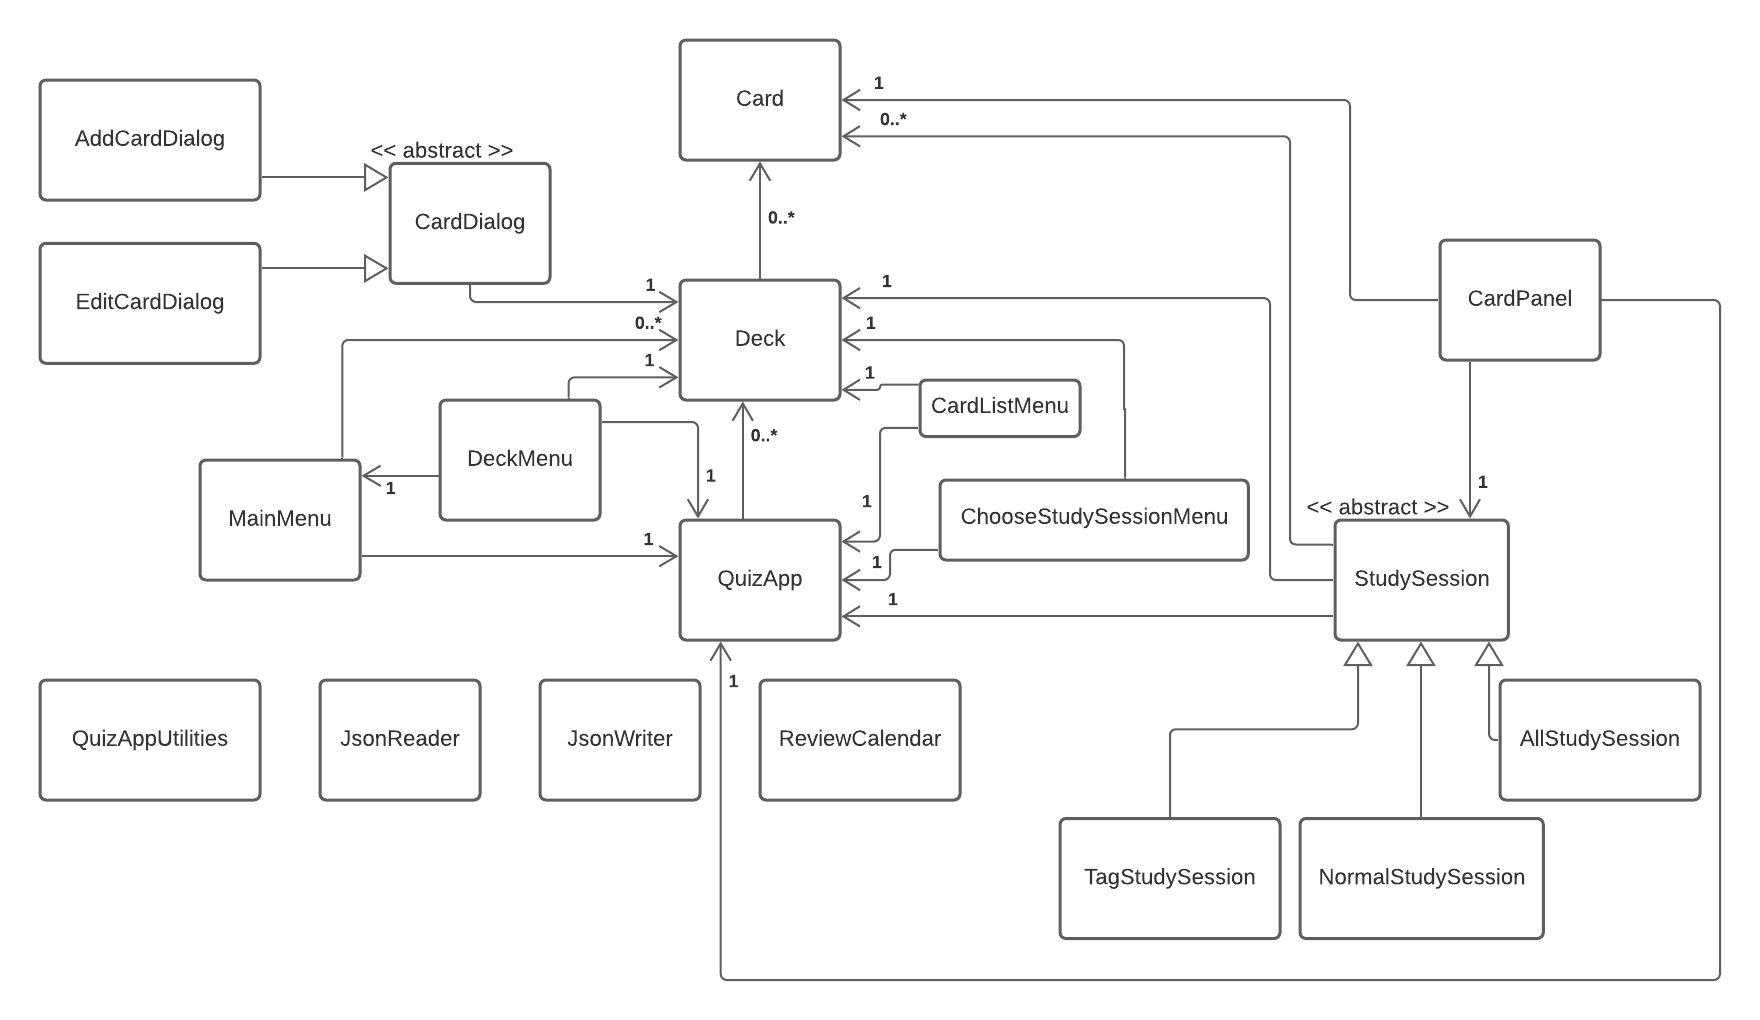 Card
1
0..*
AddCardDialog
<< abstract >>
CardDialog
0..*
EditCardDialog
CardPanel
1
1
0..*
1
Deck
1
1
CardListMenu
0..*
DeckMenu
1
1
1
1
MainMenu
ChooseStudySessionMenu
<< abstract >>
1
1
QuizApp
StudySession
1
1
QuizAppUtilities
JsonReader
JsonWriter
ReviewCalendar
AllStudySession
TagStudySession
NormalStudySession